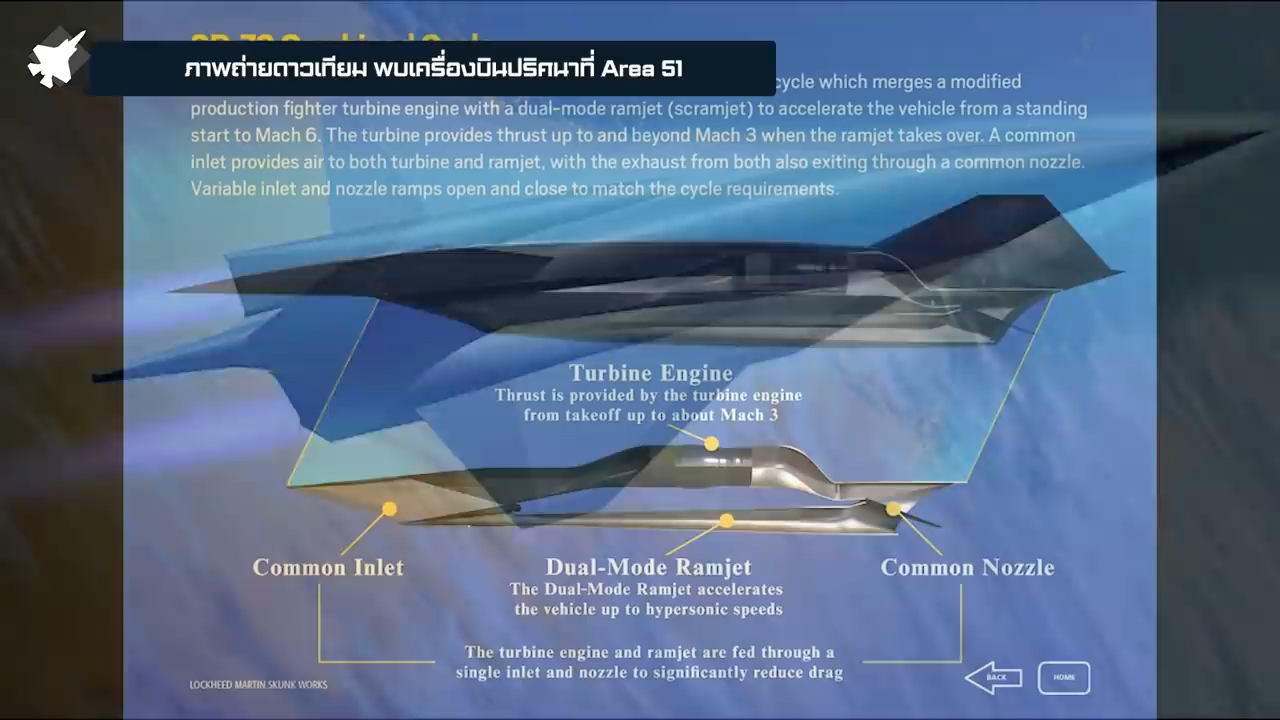 ภาพถ่ายดาวเทียม พบเครื่องบินปริศนาที่ Area 51
cycle which merges a modified
production fighter turbine engine with a dual-mode ramjet (scramjet) to accelerate the vehicle from a standing
start to Mach 6. The turbine provides thrust up to and beyond Mach 3 when the ramjet takes over. A common
inlet provides air to both turbine and ramjet, with the exhaust from both also exiting through a common nozzle.
Variable inlet and nozzle ramps open and close to match the cycle requirements.
Turbine Engine
Thrust is provided by the turbine engine
from takeoff up to about Mach 3
Common Inlet
Dual-Mode Ramjet
Common Nozzle
The Dual-Mode Ramjet accelerates
the vehicle up to hypersonic speeds
The turbine engine and ramjet are fed through a
single inlet and nozzle to significantly reduce drag
LOCKHEED MARTIN SKUNK WORKS
BACK
HOME